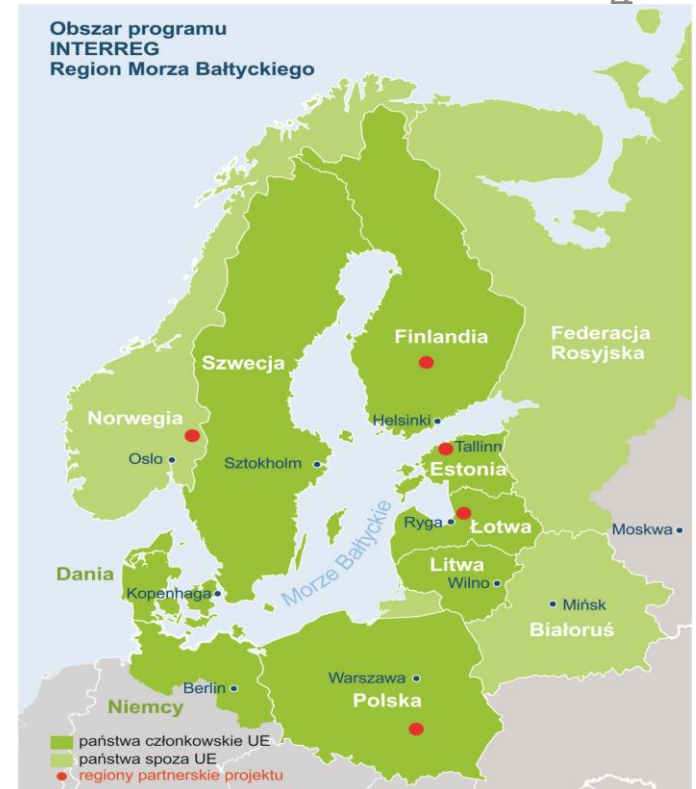 Obszar programu
INTERREG
Region Morza Bałtyckiego
Finlandia
Federacja
Rosyjska
Szwecja
Norwegia
Helsinki
Oslo
Sztokholm
Tallinn
Estonia
Ryga
Łotwa
Moskwa
Morze Bałtyckie
Dania
Litwa
Kopenhaga
Wilno
Mińsk
Białoruś
Warszawa
Berlin
Polska
Niemcy
państwa członkowskie UE
państwa spoza UE
regiony partnerskie projektu